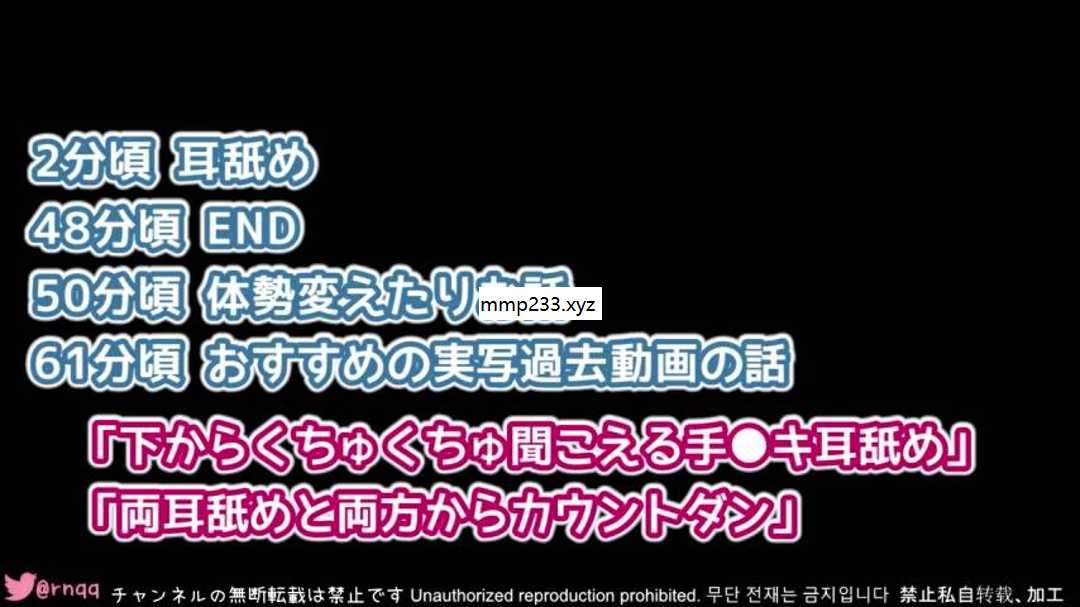 2分頃 耳舐め
48分頃 END
50分頃 体勢変えたりお話
mmp233.xyz
61分頃 おすすめの実写過去動画の話
「下からくちゅくちゅ聞こえる手●キ耳舐め」
「両耳舐めと両方からカウントダン」
@rnqq チャンネルの無断転載は禁止です Unauthorized reproduction prohibited. 무단 전재는 금지입니다 禁止私自转载、加工